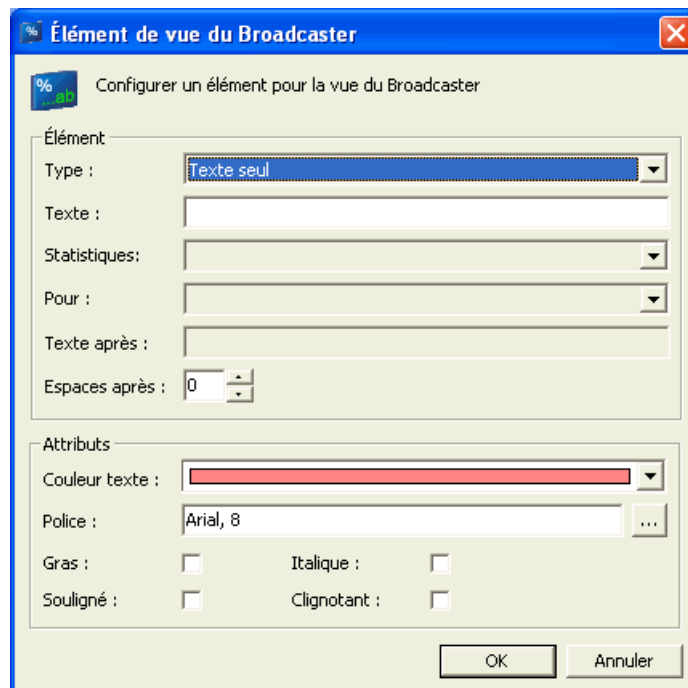 Élément de vue du Broadcaster
%
...ab
Configurer un élément pour la vue du Broadcaster
Élément
Type :
Texte seul
Texte :
Statistiques:
Pour :
Texte après :
Espaces après :
0
Attributs
Couleur texte :
Police :
Arial, 8
...
Gras :
Italique :
Souligné :
Clignotant :
OK
Annuler